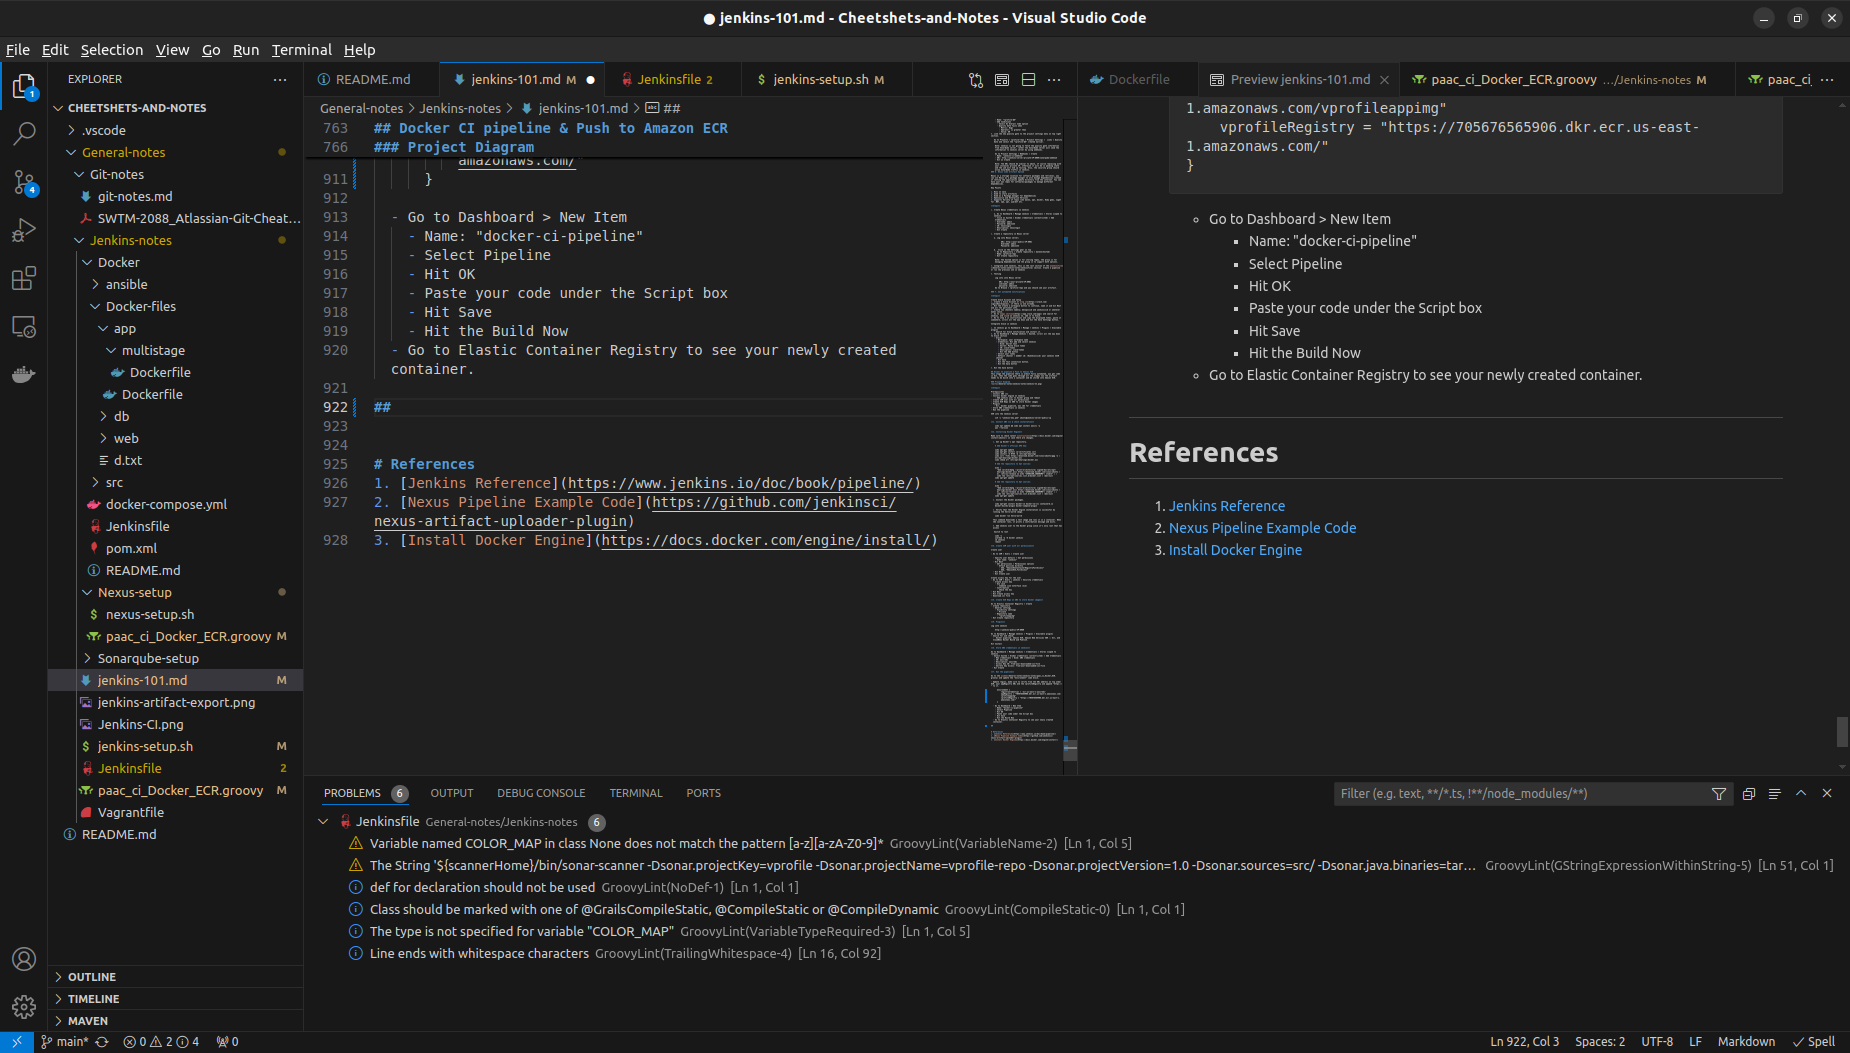 ● jenkins-101.md - Cheetshets-and-Notes - Visual Studio Code
File Edit Selection View Go Run Terminal Help
EXPLORER
README.md
jenkins-101.md M
Jenkinsfile 2
jenkins-setup.sh M
Dockerfile
Preview jenkins-101.md
paac_ci_Docker_ECR.groovy .../Jenkins-notes M
paac_ci_
1
CHEETSHETS-AND-NOTES
.vscode
General-notes
Git-notes
git-notes.md
SWTM-2088_Atlassian-Git-Cheat...
Jenkins-notes
Docker
ansible
Docker-files
app
multistage
Dockerfile
Dockerfile
db
web
d.txt
src
docker-compose.yml
Jenkinsfile
pom.xml
README.md
Nexus-setup
nexus-setup.sh
paac_ci_Docker_ECR.groovy M
Sonarqube-setup
jenkins-101.md M
jenkins-artifact-export.png
Jenkins-CI.png
jenkins-setup.sh M
Jenkinsfile 2
paac_ci_Docker_ECR.groovy M
Vagrantfile
README.md
4
OUTLINE
TIMELINE
MAVEN
General-notes > Jenkins-notes > jenkins-101.md > ##
763 ## Docker CI pipeline & Push to Amazon ECR
766 ### Project Diagram
amazonaws.com/
911 }
912
913 - Go to Dashboard > New Item
914 - Name: "docker-ci-pipeline"
915 - Select Pipeline
916 - Hit OK
917 - Paste your code under the Script box
918 - Hit Save
919 - Hit the Build Now
920 - Go to Elastic Container Registry to see your newly created
container.
921
922 ##
923
924
925 # References
926 1. [Jenkins Reference](https://www.jenkins.io/doc/book/pipeline/)
927 2. [Nexus Pipeline Example Code](https://github.com/jenkinsci/
nexus-artifact-uploader-plugin)
928 3. [Install Docker Engine](https://docs.docker.com/engine/install/)
1.amazonaws.com/vprofileappimg"
vprofileRegistry = "https://705676565906.dkr.ecr.us-east-
1.amazonaws.com/"
}
Go to Dashboard > New Item
Name: "docker-ci-pipeline"
Select Pipeline
Hit OK
Paste your code under the Script box
Hit Save
Hit the Build Now
Go to Elastic Container Registry to see your newly created container.
References
1. Jenkins Reference
2. Nexus Pipeline Example Code
3. Install Docker Engine
PROBLEMS 6 OUTPUT DEBUG CONSOLE TERMINAL PORTS
Filter (e.g. text, **/*.ts, !**/node_modules/**)
Jenkinsfile General-notes/Jenkins-notes 6
Variable named COLOR_MAP in class None does not match the pattern [a-z][a-zA-Z0-9]* GroovyLint(VariableName-2) [Ln 1, Col 5]
The String '${scannerHome}/bin/sonar-scanner -Dsonar.projectKey=vprofile -Dsonar.projectName=vprofile-repo -Dsonar.projectVersion=1.0 -Dsonar.sources=src/ -Dsonar.java.binaries=tar... GroovyLint(GStringExpressionWithinString-5) [Ln 51, Col 1]
def for declaration should not be used GroovyLint(NoDef-1) [Ln 1, Col 1]
Class should be marked with one of @GrailsCompileStatic, @CompileStatic or @CompileDynamic GroovyLint(CompileStatic-0) [Ln 1, Col 1]
The type is not specified for variable "COLOR_MAP" GroovyLint(VariableTypeRequired-3) [Ln 1, Col 5]
Line ends with whitespace characters GroovyLint(TrailingWhitespace-4) [Ln 16, Col 92]
main* 0 2 4 0
Ln 922, Col 3 Spaces: 2 UTF-8 LF Markdown Spell